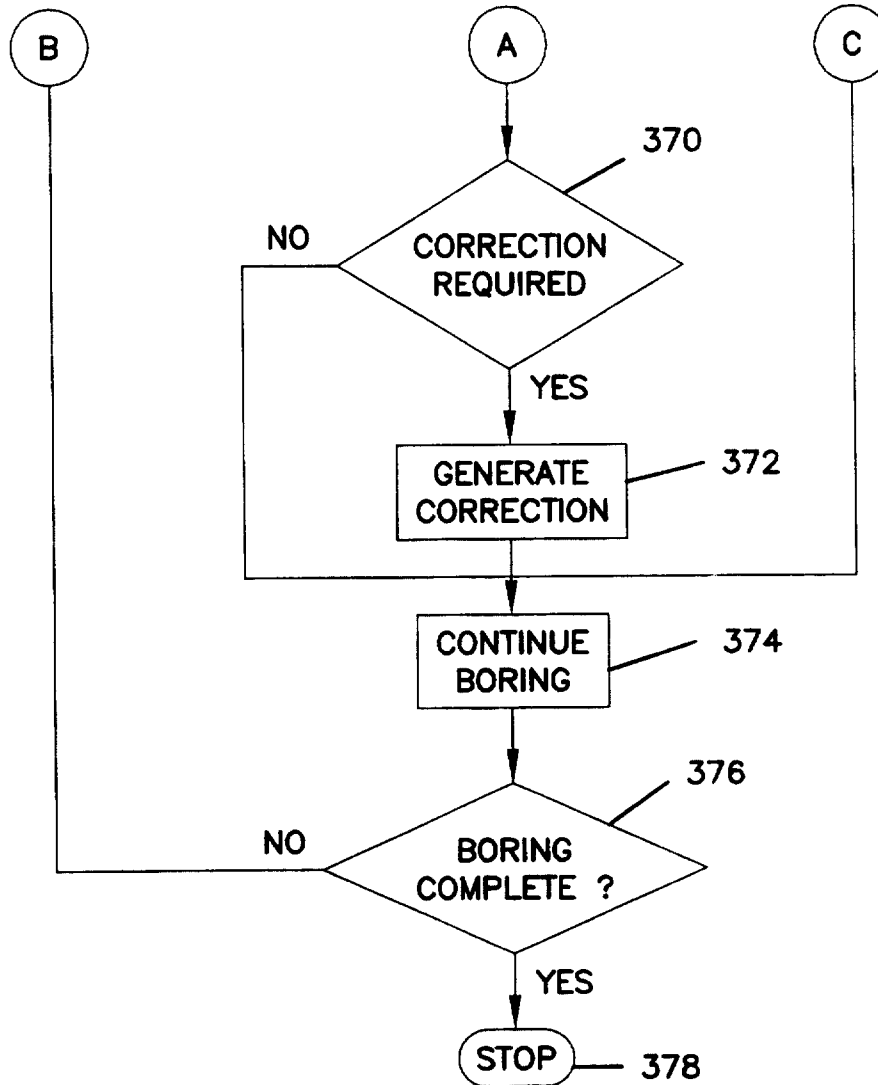 B
A
C
370
NO
CORRECTION
REQUIRED
YES
GENERATE
CORRECTION
372
CONTINUE
BORING
374
376
NO
BORING
COMPLETE ?
YES
STOP
378